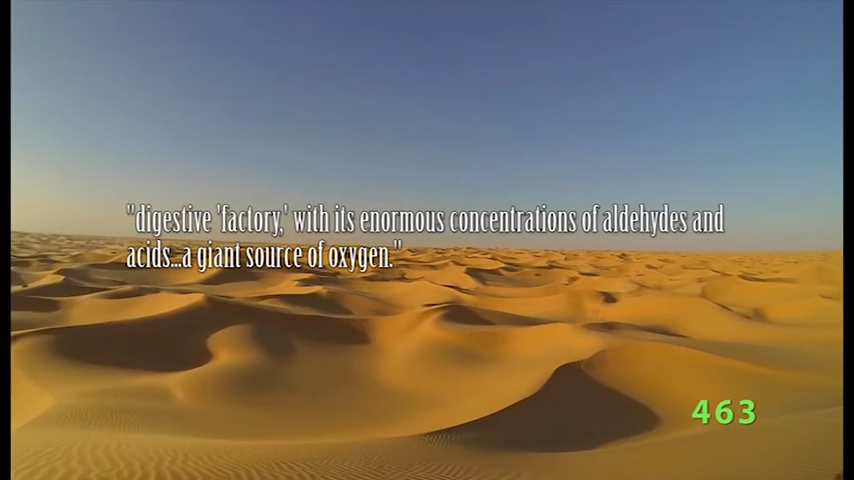 "digestive 'factory,' with its enormous concentrations of aldehydes and
acids...a giant source of oxygen."
463